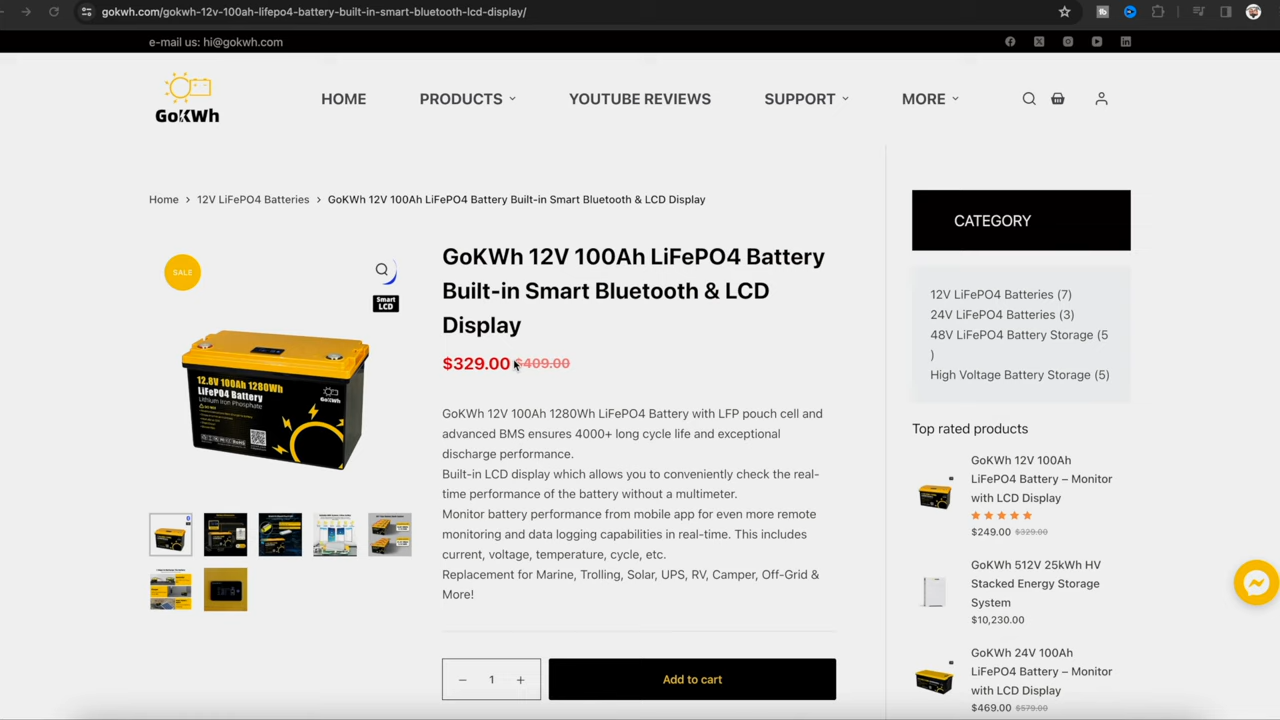 gokwh.com/12v-100ah-lifepo4-battery-built-in-smart-bluetooth-lcd-display/
e-mail us: hi@gokwh.com
GoKWh
HOME
PRODUCTS
YOUTUBE REVIEWS
SUPPORT
MORE
Home > 12V LiFePO4 Batteries > GoKWh 12V 100Ah LiFePO4 Battery Built-in Smart Bluetooth & LCD Display
SALE
Smart
LCD
12.8V 100Ah 1280Wh
LiFePO4 Battery
Lithium Iron Phosphate
GoKWh
GoKWh 12V 100Ah LiFePO4 Battery
Built-in Smart Bluetooth & LCD
Display
$329.00 $409.00
GoKWh 12V 100Ah 1280Wh LiFePO4 Battery with LFP pouch cell and
advanced BMS ensures 4000+ long cycle life and exceptional
discharge performance.
Built-in LCD display which allows you to conveniently check the real-
time performance of the battery without a multimeter.
Monitor battery performance from mobile app for even more remote
monitoring and data logging capabilities in real-time. This includes
current, voltage, temperature, cycle, etc.
Replacement for Marine, Trolling, Solar, UPS, RV, Camper, Off-Grid &
More!
1
Add to cart
CATEGORY
12V LiFePO4 Batteries (7)
24V LiFePO4 Batteries (3)
48V LiFePO4 Battery Storage (5
)
High Voltage Battery Storage (5)
Top rated products
GoKWh 12V 100Ah
LiFePO4 Battery – Monitor
with LCD Display
$249.00 $329.00
GoKWh 512V 25kWh HV
Stacked Energy Storage
System
$10,230.00
GoKWh 24V 100Ah
LiFePO4 Battery – Monitor
with LCD Display
$469.00 $579.00